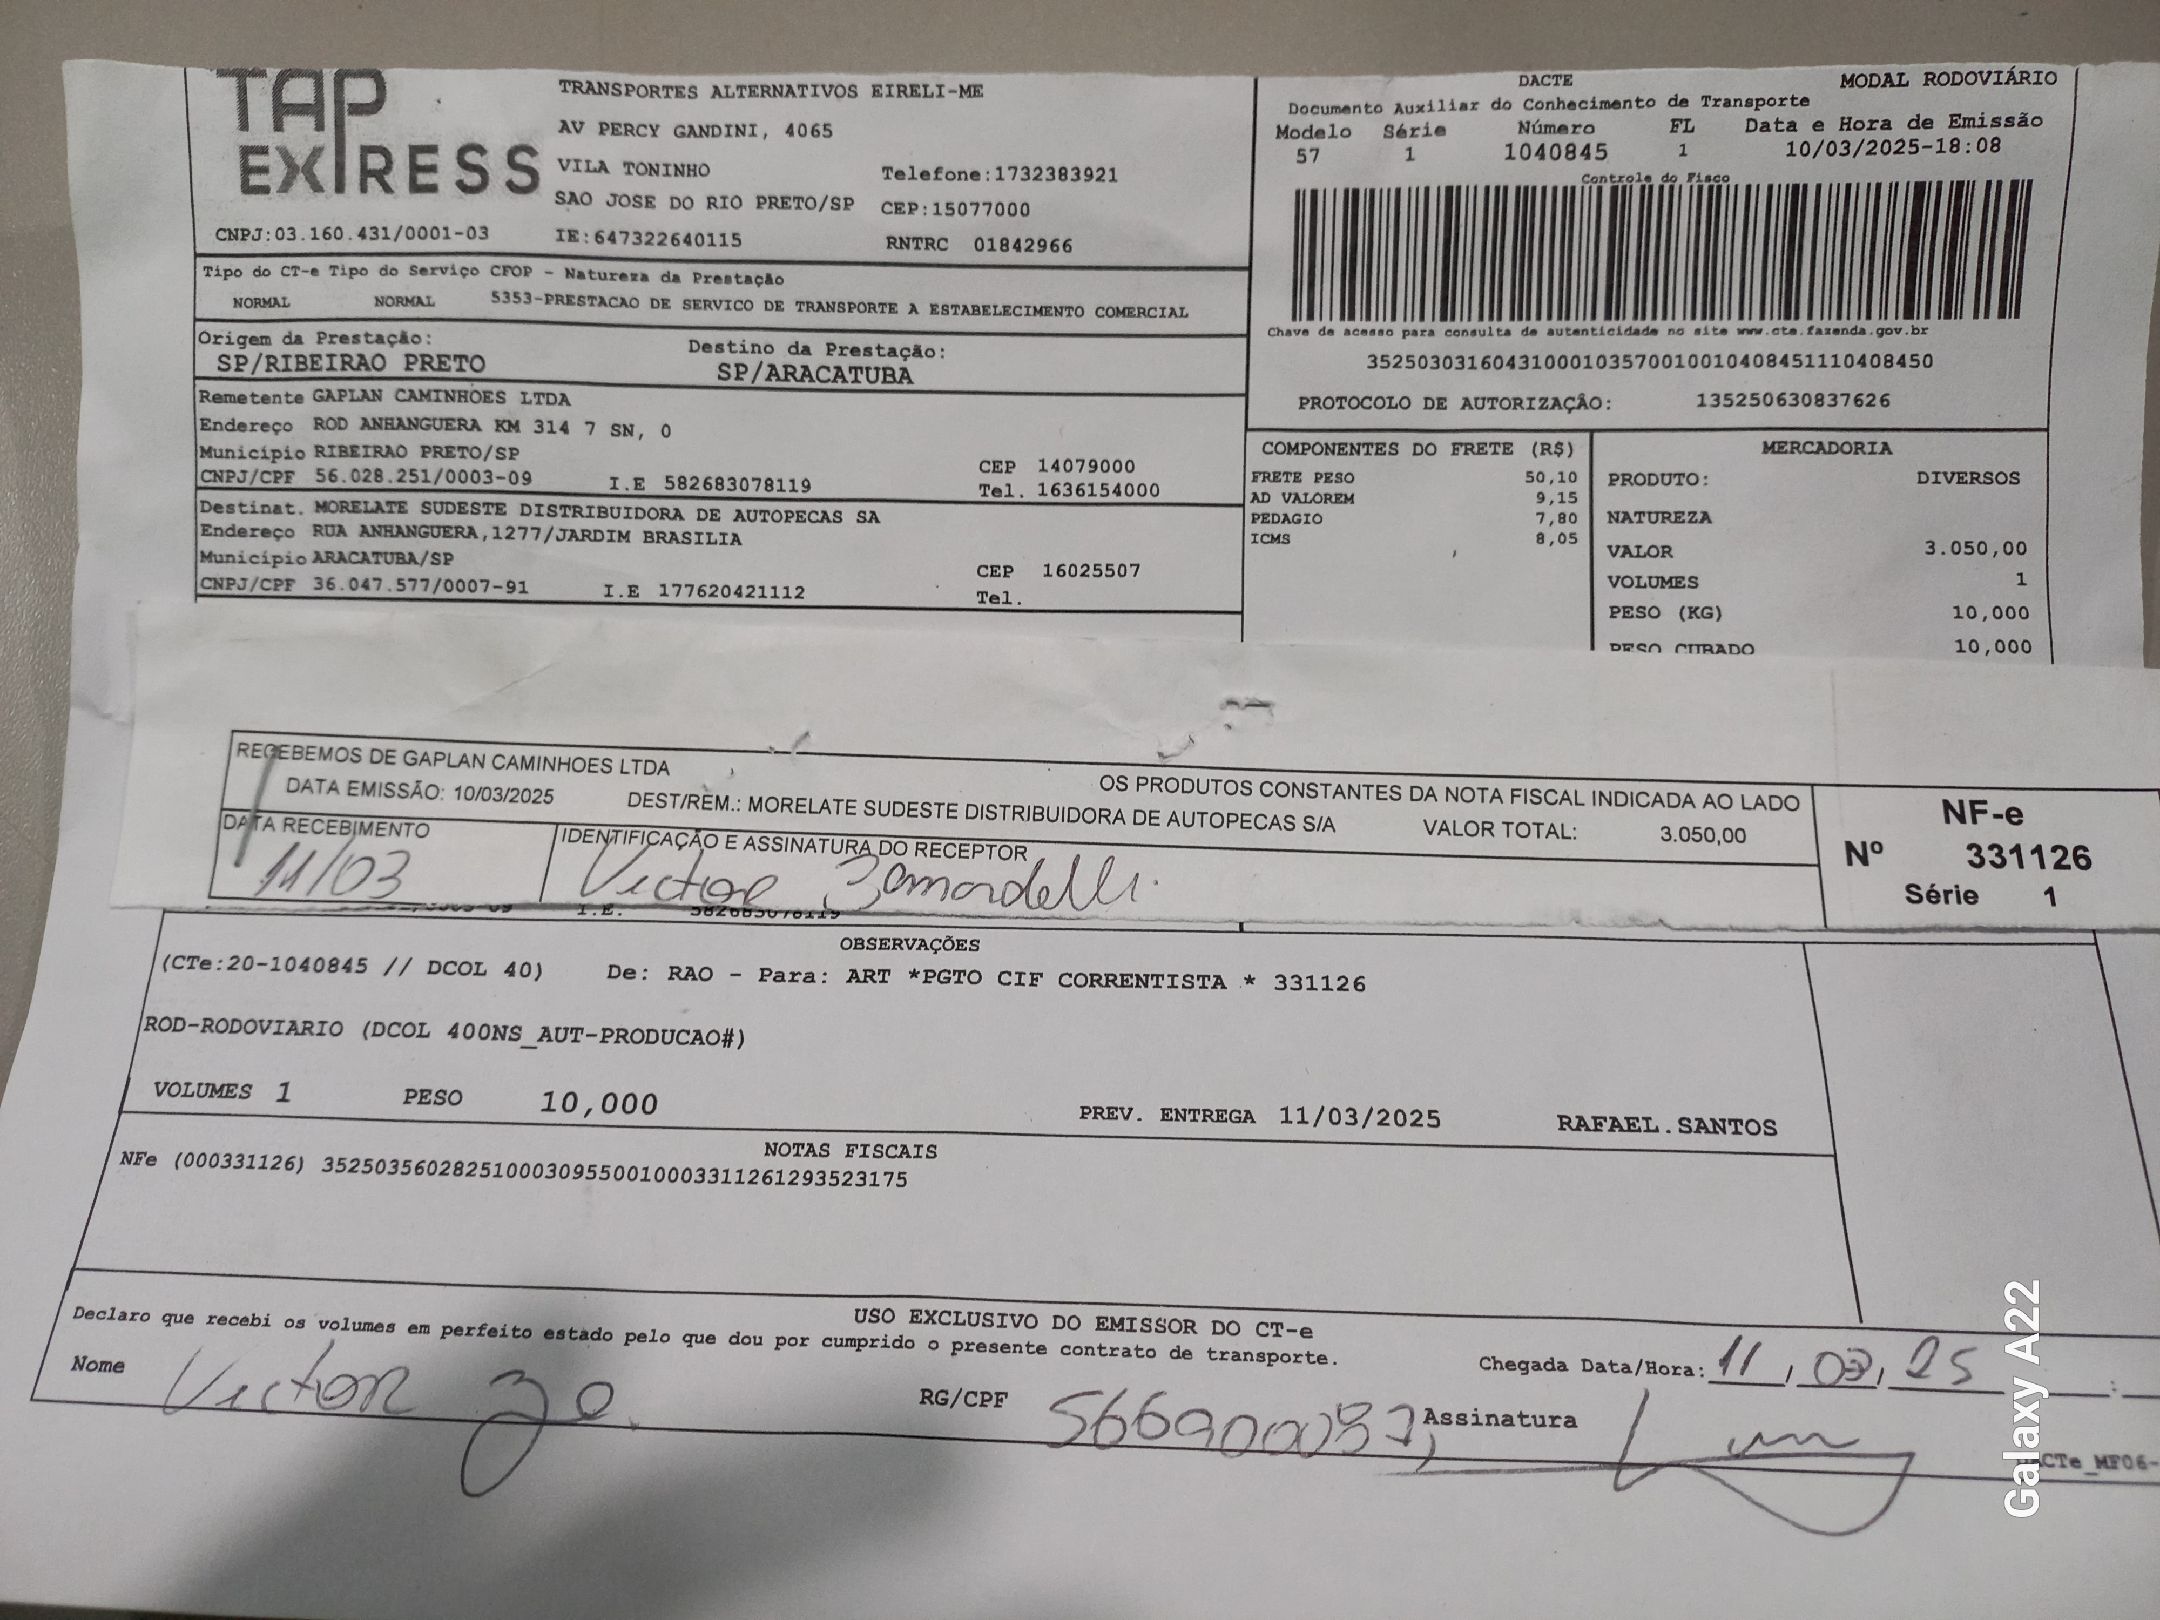 TAP EXPRESS
TRANSPORTES ALTERNATIVOS EIRELI-ME
AV PERCY GANDINI, 4065
VILA TONINHO
Telefone:1732383921
SAO JOSE DO RIO PRETO/SP CEP:15077000
CNPJ:03.160.431/0001-03 IE:647322640115 RNTRC 01842966
DACTE MODAL RODOVIÁRIO
Documento Auxiliar do Conhecimento de Transporte
Modelo Série Número FL Data e Hora de Emissão
57 1 1040845 1 10/03/2025-18:08
Controle do Fisco
Chave de acesso para consulta de autenticidade no site www.cte.fazenda.gov.br
35250303160431000103570010010408451110408450
PROTOCOLO DE AUTORIZAÇÂO: 135250630837626
Tipo do CT-e Tipo do Serviço CFOP - Natureza da Prestação
NORMAL NORMAL 5353-PRESTACAO DE SERVICO DE TRANSPORTE A ESTABELECIMENTO COMERCIAL
Origem da Prestação: Destino da Prestação:
SP/RIBEIRAO PRETO SP/ARACATUBA
Remetente GAPLAN CAMINHOES LTDA
Endereço ROD ANHANGUERA KM 314 7 SN, 0
Município RIBEIRAO PRETO/SP CEP 14079000
CNPJ/CPF 56.028.251/0003-09 I.E 582683078119 Tel. 1636154000
Destinat. MORELATE SUDESTE DISTRIBUIDORA DE AUTOPECAS SA
Endereço RUA ANHANGUERA,1277/JARDIM BRASILIA
Município ARACATUBA/SP CEP 16025507
CNPJ/CPF 36.047.577/0007-91 I.E 177620421112 Tel.
COMPONENTES DO FRETE (R$)
FRETE PESO 50,10
AD VALOREM 9,15
PEDAGIO 7,80
ICMS 8,05
MERCADORIA
PRODUTO: DIVERSOS
NATUREZA
VALOR 3.050,00
VOLUMES 1
PESO (KG) 10,000
PESO CUBADO 10,000
RECEBEMOS DE GAPLAN CAMINHOES LTDA OS PRODUTOS CONSTANTES DA NOTA FISCAL INDICADA AO LADO
DATA EMISSÃO: 10/03/2025 DEST/REM.: MORELATE SUDESTE DISTRIBUIDORA DE AUTOPECAS S/A VALOR TOTAL: 3.050,00
DATA RECEBIMENTO IDENTIFICAÇÃO E ASSINATURA DO RECEPTOR
11/03 Victor
NF-e
Nº 331126
Série 1
I.E. 582683078119
OBSERVAÇÕES
(CTe:20-1040845 // DCOL 40) De: RAO - Para: ART *PGTO CIF CORRENTISTA * 331126
ROD-RODOVIARIO (DCOL 400NS_AUT-PRODUCAO#)
VOLUMES 1 PESO 10,000 PREV. ENTREGA 11/03/2025 RAFAEL.SANTOS
NOTAS FISCAIS
NFe (000331126) 35250356028251000309550010003311261293523175
USO EXCLUSIVO DO EMISSOR DO CT-e
Declaro que recebi os volumes em perfeito estado pelo que dou por cumprido o presente contrato de transporte.
Nome Victor RG/CPF Chegada Data/Hora: 11, 03, 25 :
Assinatura
CTe_MF06-
Galaxy A22